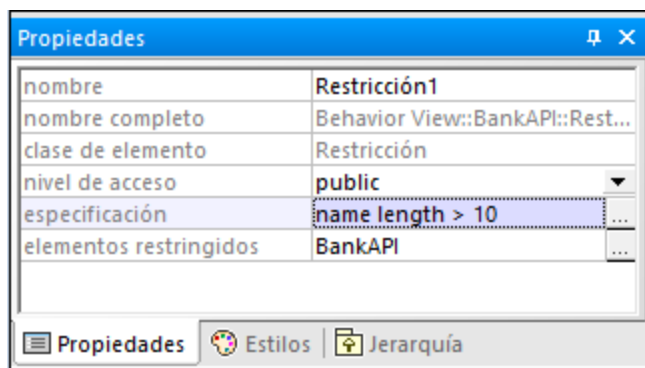 Propiedades
nombre Restricción1
nombre completo Behavior View::BankAPI::Rest...
clase de elemento Restricción
nivel de acceso public
especificación name length > 10 ...
elementos restringidos BankAPI ...
Propiedades Estilos Jerarquía